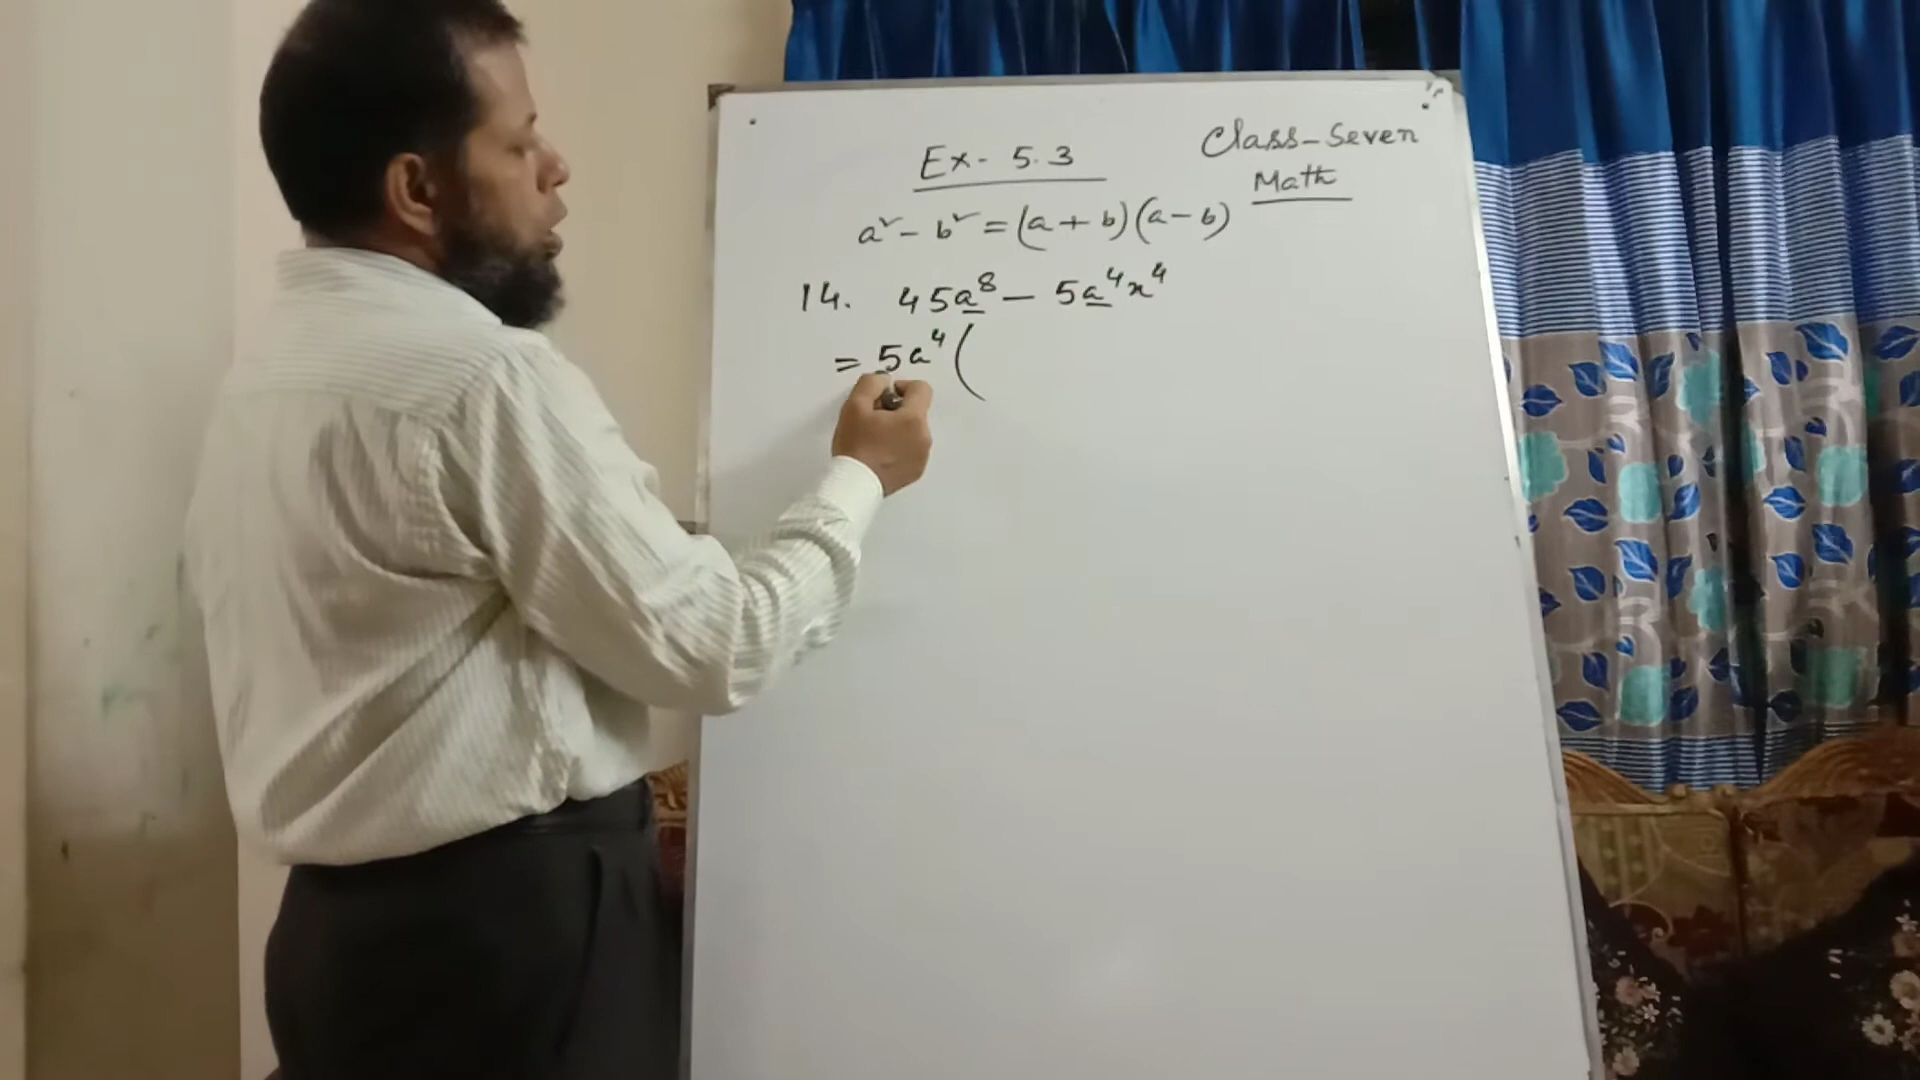 Ex- 5.3
Class-Seven
Math
a² - b² = (a + b)(a - b)
14. 45a⁸ - 5a⁴x⁴
= 5a⁴(